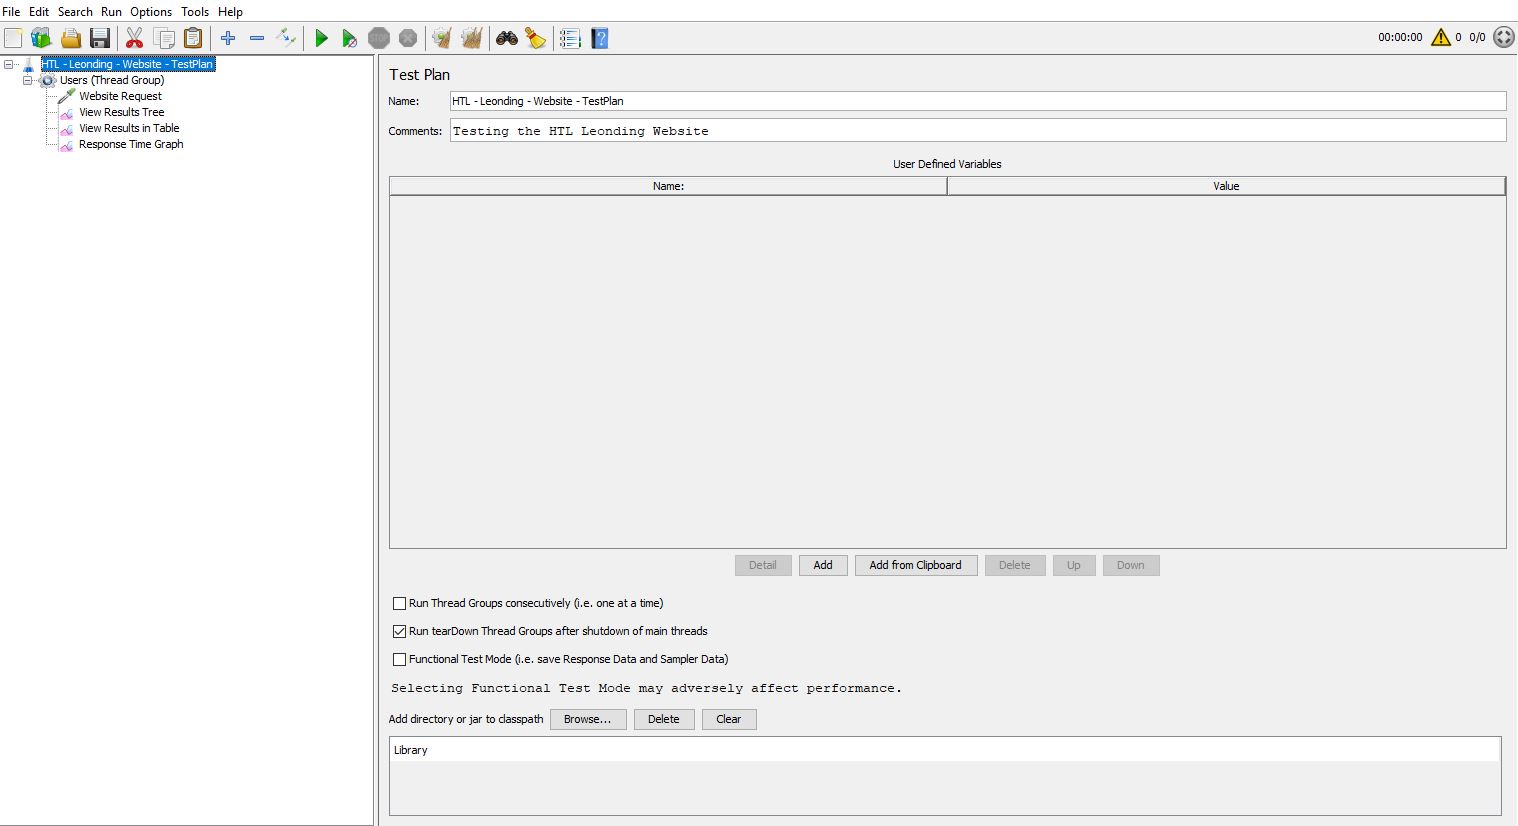 File Edit Search Run Options Tools Help
STOP
00:00:00 0 0/0
HTL - Leonding - Website - TestPlan
Users (Thread Group)
Website Request
View Results Tree
View Results in Table
Response Time Graph
Test Plan
Name: HTL - Leonding - Website - TestPlan
Comments: Testing the HTL Leonding Website
User Defined Variables
Name: Value
Detail Add Add from Clipboard Delete Up Down
Run Thread Groups consecutively (i.e. one at a time)
Run tearDown Thread Groups after shutdown of main threads
Functional Test Mode (i.e. save Response Data and Sampler Data)
Selecting Functional Test Mode may adversely affect performance.
Add directory or jar to classpath Browse... Delete Clear
Library